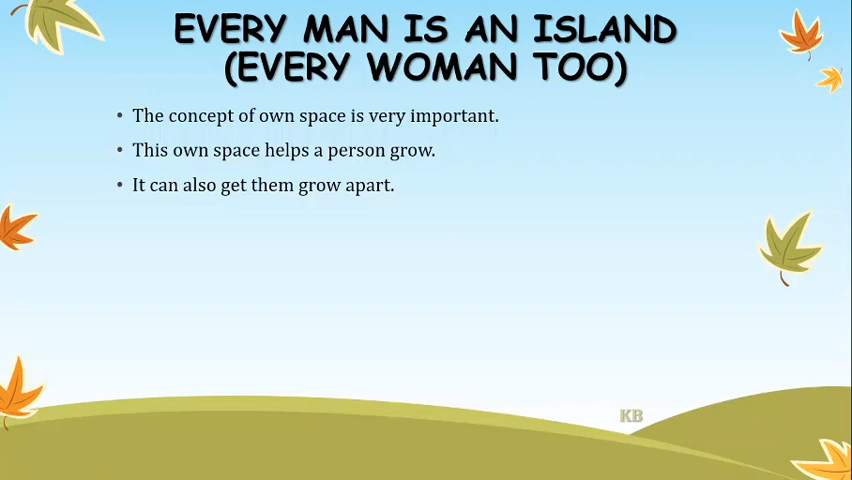 EVERY MAN IS AN ISLAND
(EVERY WOMAN TOO)
• The concept of own space is very important.
• This own space helps a person grow.
• It can also get them grow apart.
KB